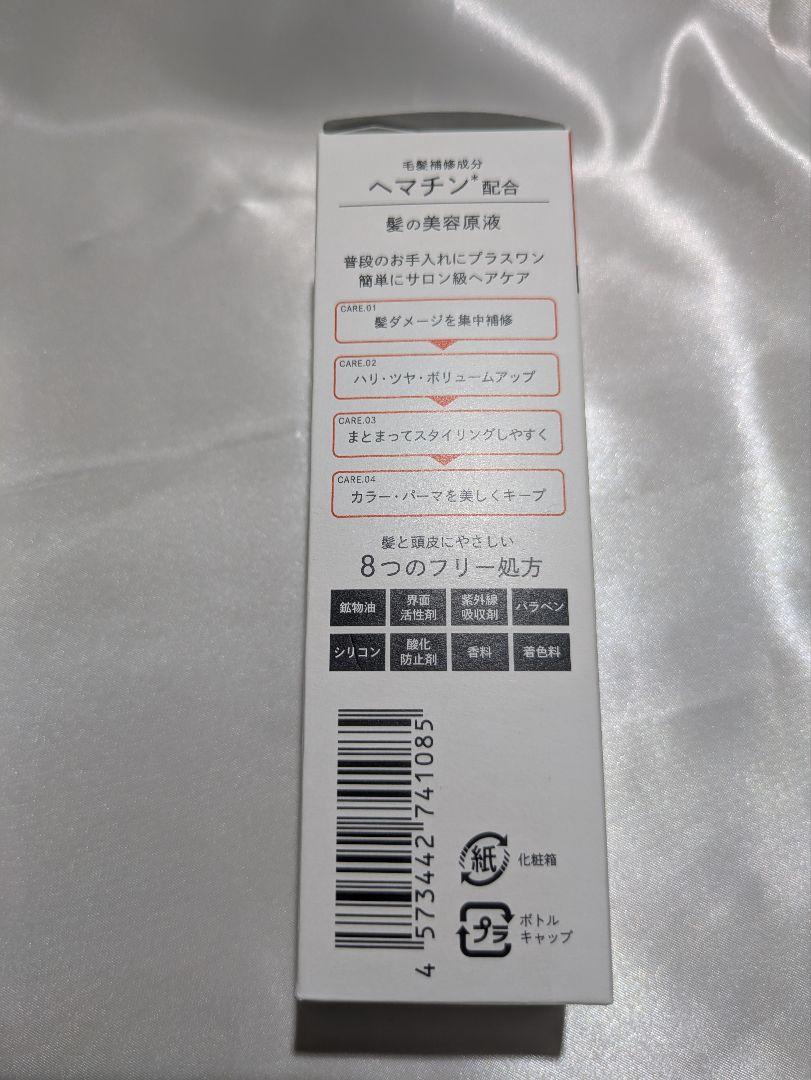 毛髪補修成分
ヘマチン*配合
髪の美容原液
普段のお手入れにプラスワン
簡単にサロン級ヘアケア
CARE.01
髪ダメージを集中補修
CARE.02
ハリ・ツヤ・ボリュームアップ
CARE.03
まとまってスタイリングしやすく
CARE.04
カラー・パーマを美しくキープ
髪と頭皮にやさしい
8つのフリー処方
鉱物油
界面
活性剤
紫外線
吸収剤
パラベン
シリコン
酸化
防止剤
香料
着色料
4 573442 741085
紙
化粧箱
プラ
ボトル
キャップ